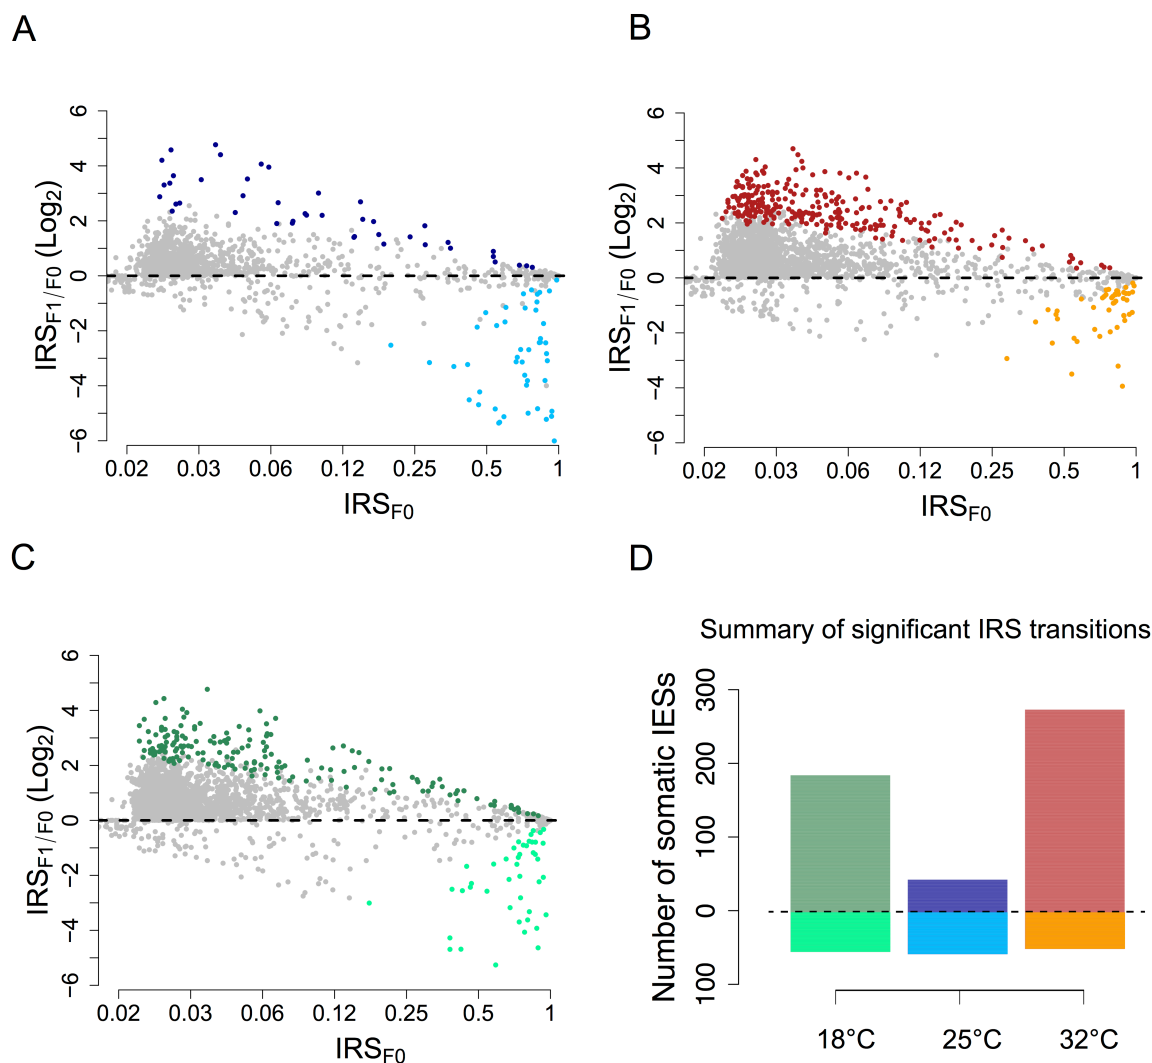 A
6
4
2
0
−2
−4
−6
IRSF1/F0 (Log2)
0.02 0.03 0.06 0.12 0.25 0.5 1
IRSF0
B
6
4
2
0
−2
−4
−6
IRSF1/F0 (Log2)
0.02 0.03 0.06 0.12 0.25 0.5 1
IRSF0
C
6
4
2
0
−2
−4
−6
IRSF1/F0 (Log2)
0.02 0.03 0.06 0.12 0.25 0.5 1
IRSF0
D
Summary of significant IRS transitions
300
200
100
0
100
Number of somatic IESs
18°C 25°C 32°C